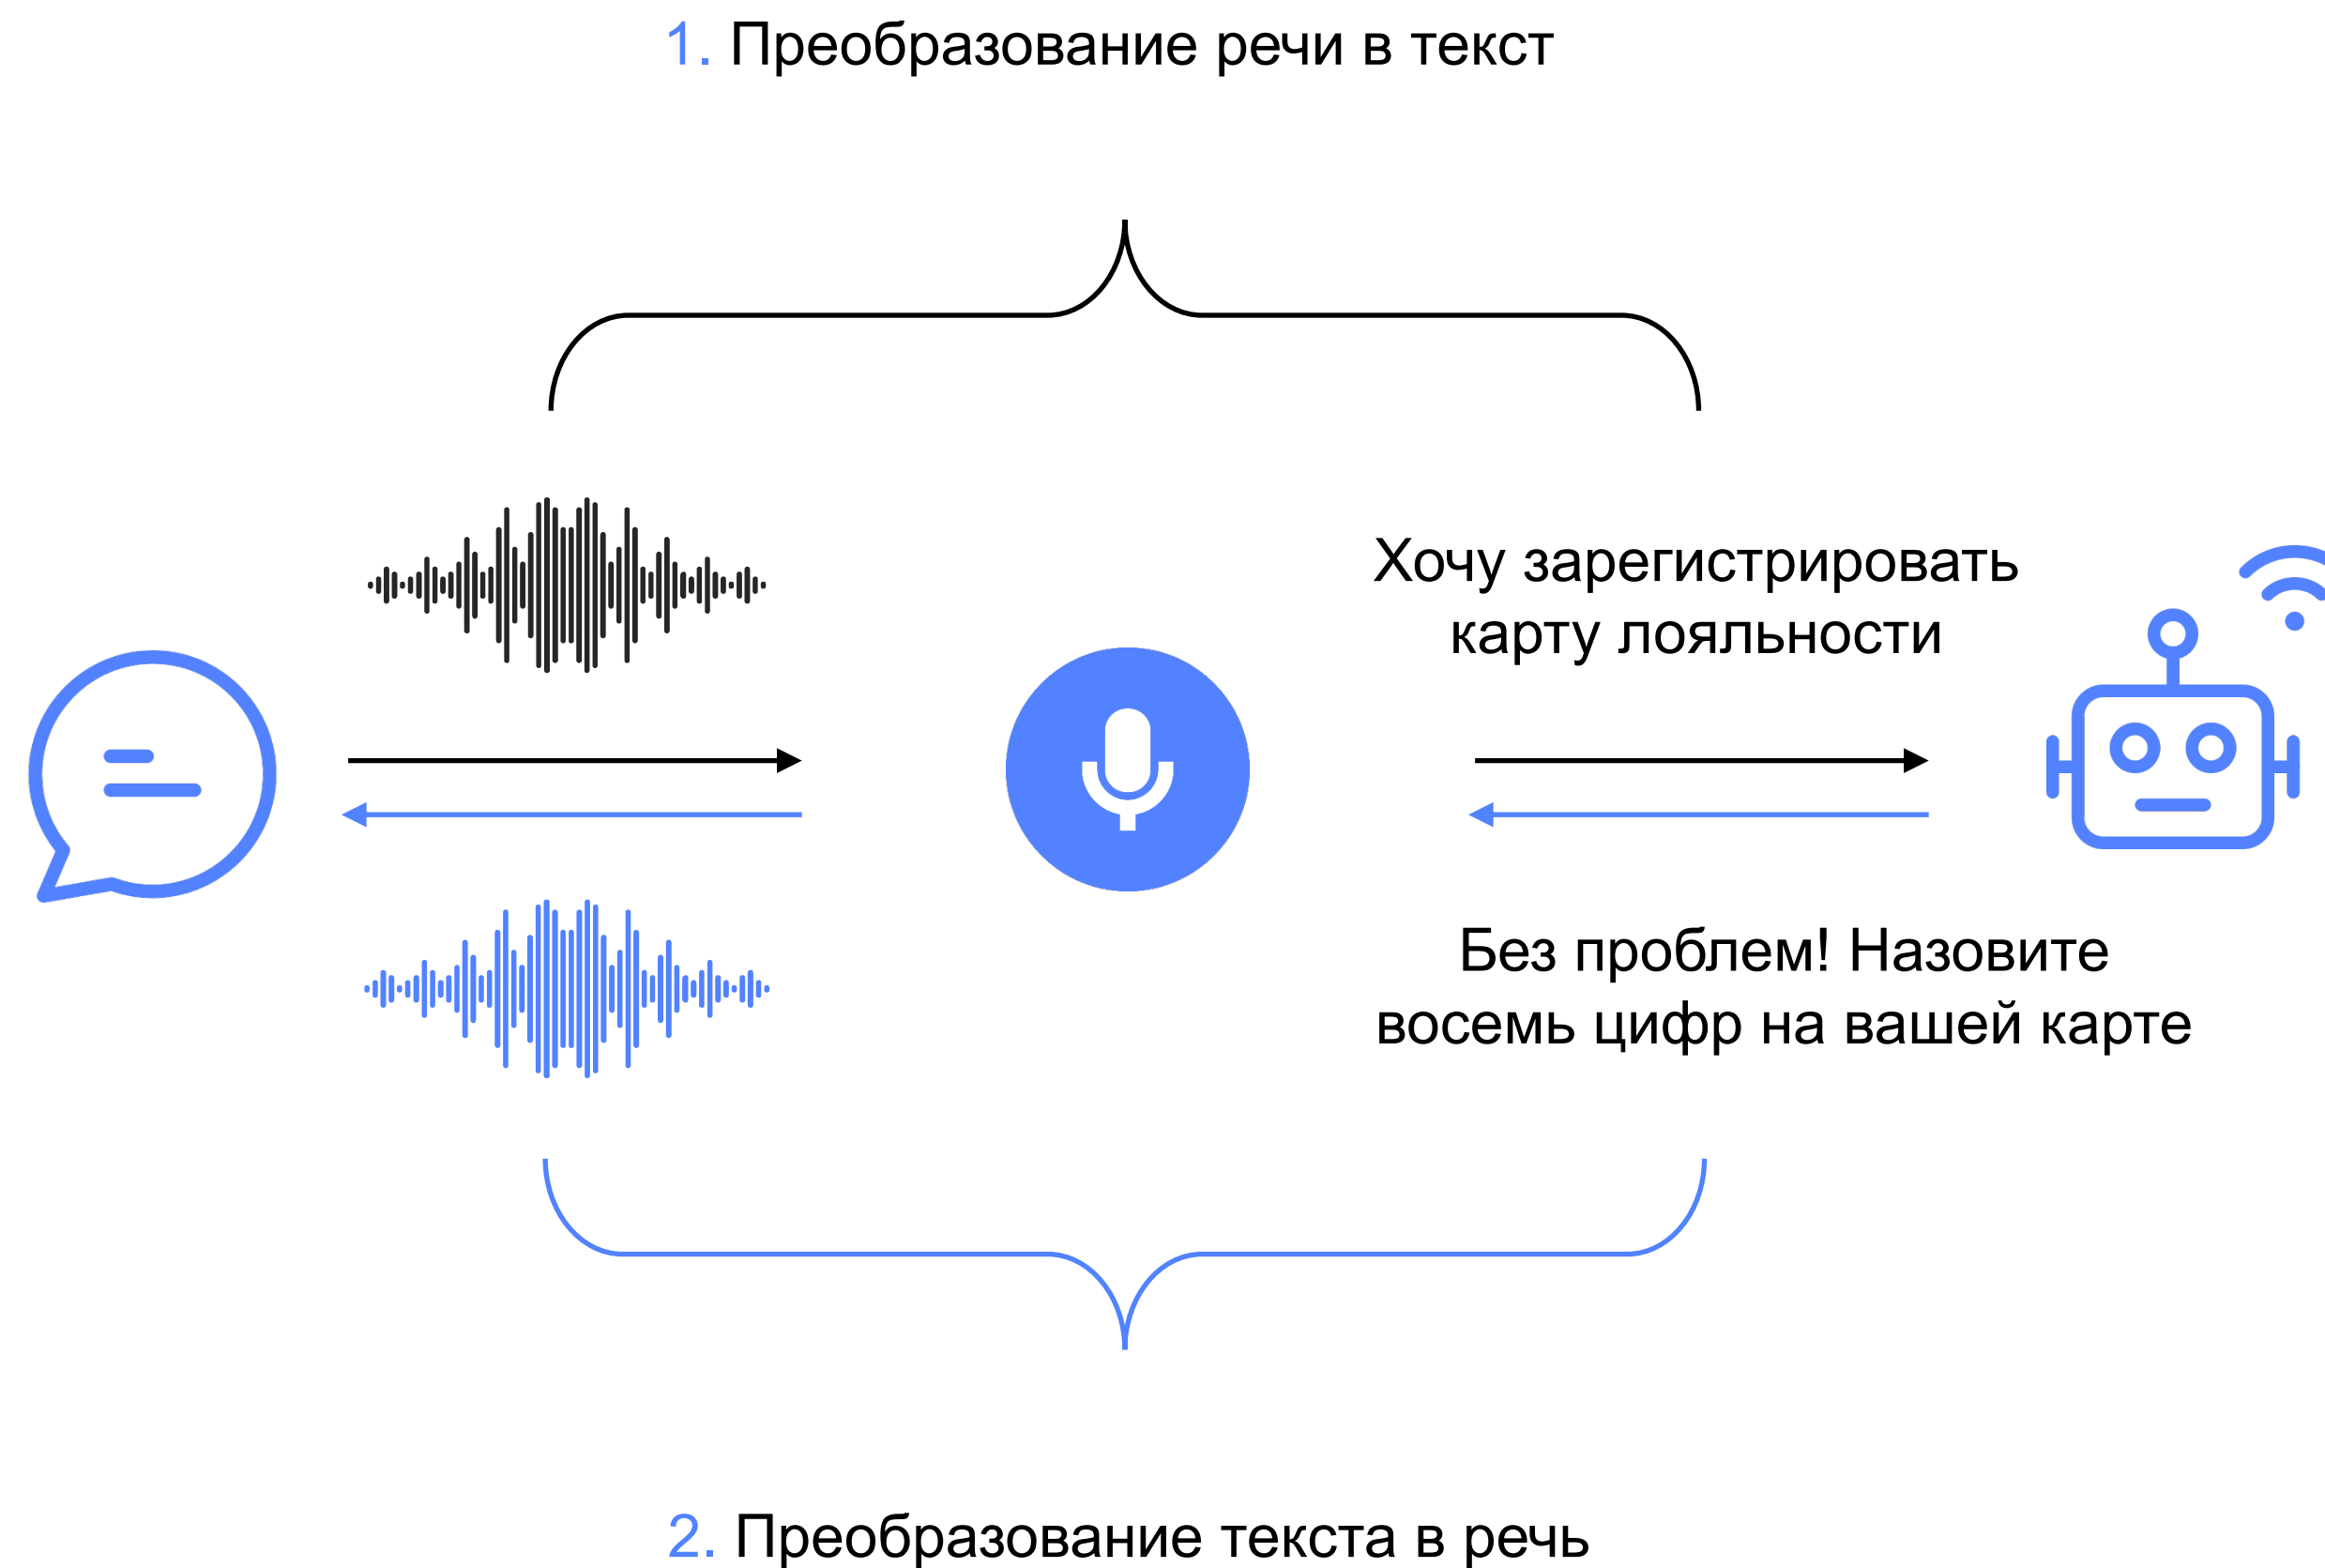 1. Преобразование речи в текст
Хочу зарегистрировать
карту лояльности
Без проблем! Назовите
восемь цифр на вашей карте
2. Преобразование текста в речь